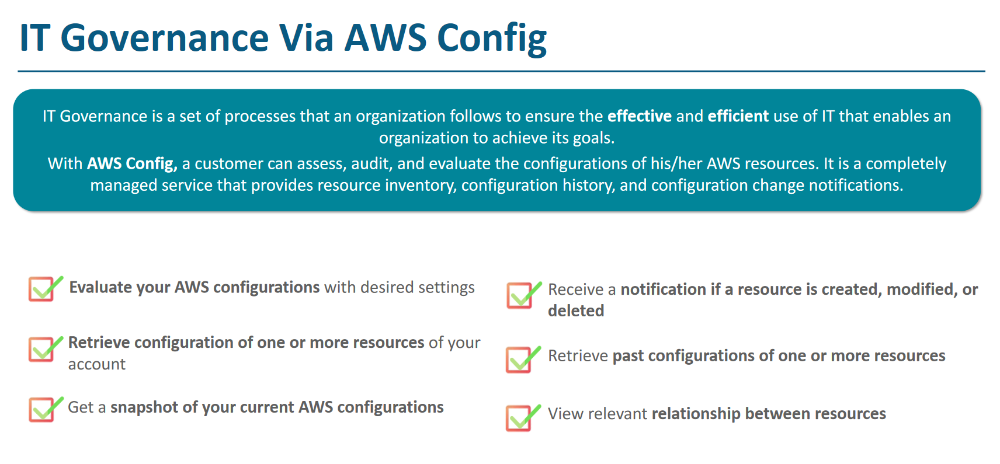 IT Governance Via AWS Config
IT Governance is a set of processes that an organization follows to ensure the effective and efficient use of IT that enables an
organization to achieve its goals.
With AWS Config, a customer can assess, audit, and evaluate the configurations of his/her AWS resources. It is a completely
managed service that provides resource inventory, configuration history, and configuration change notifications.
Evaluate your AWS configurations with desired settings
Retrieve configuration of one or more resources of your
account
Get a snapshot of your current AWS configurations
Receive a notification if a resource is created, modified, or
deleted
Retrieve past configurations of one or more resources
View relevant relationship between resources